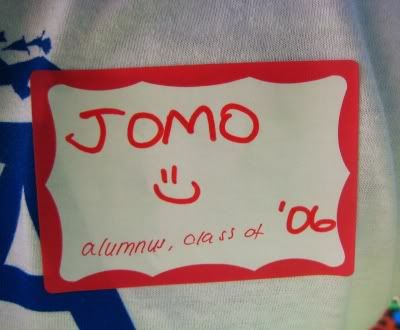 JOMO
alumnus, class of '06